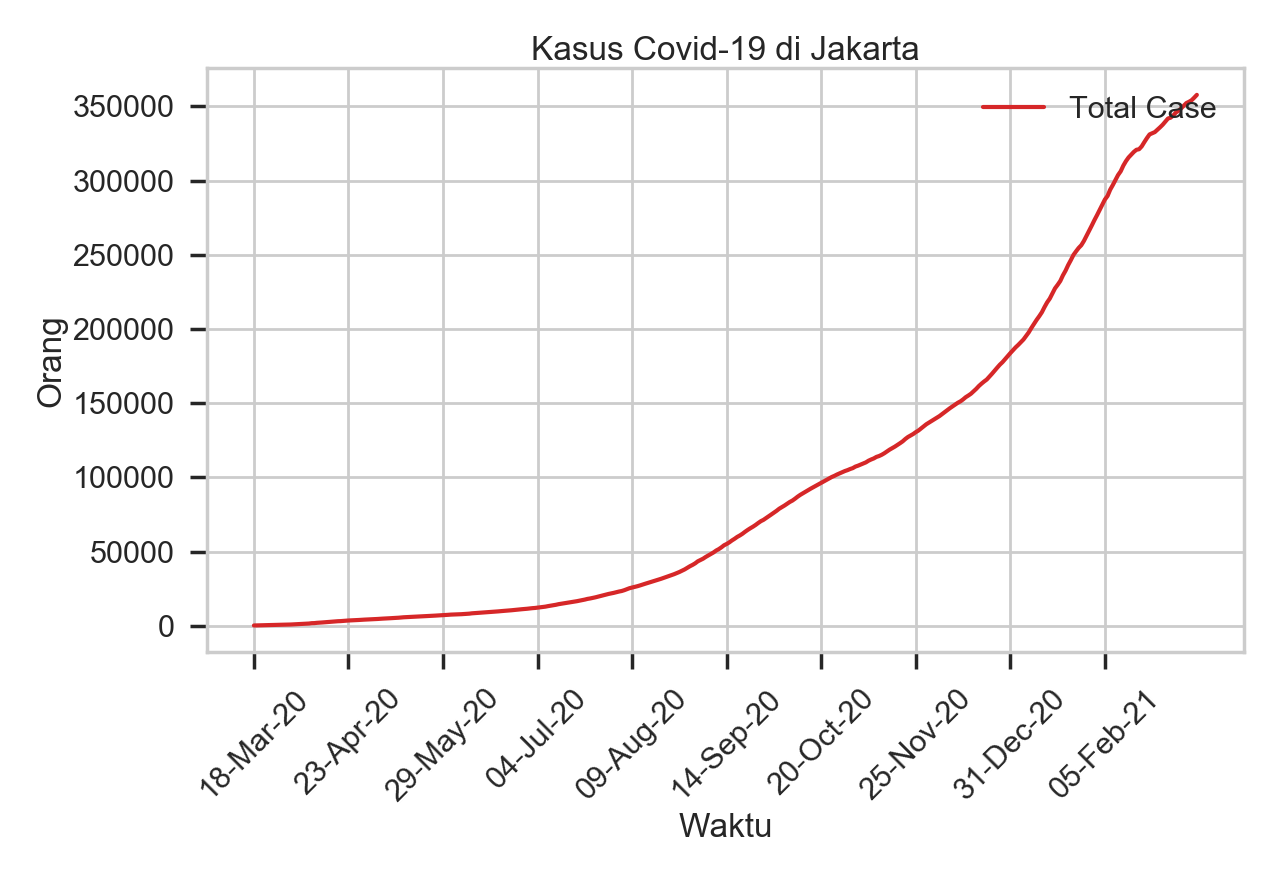 Kasus Covid-19 di Jakarta
Total Case
350000
300000
250000
200000
150000
100000
50000
0
Orang
18-Mar-20
23-Apr-20
29-May-20
04-Jul-20
09-Aug-20
14-Sep-20
20-Oct-20
25-Nov-20
31-Dec-20
05-Feb-21
Waktu